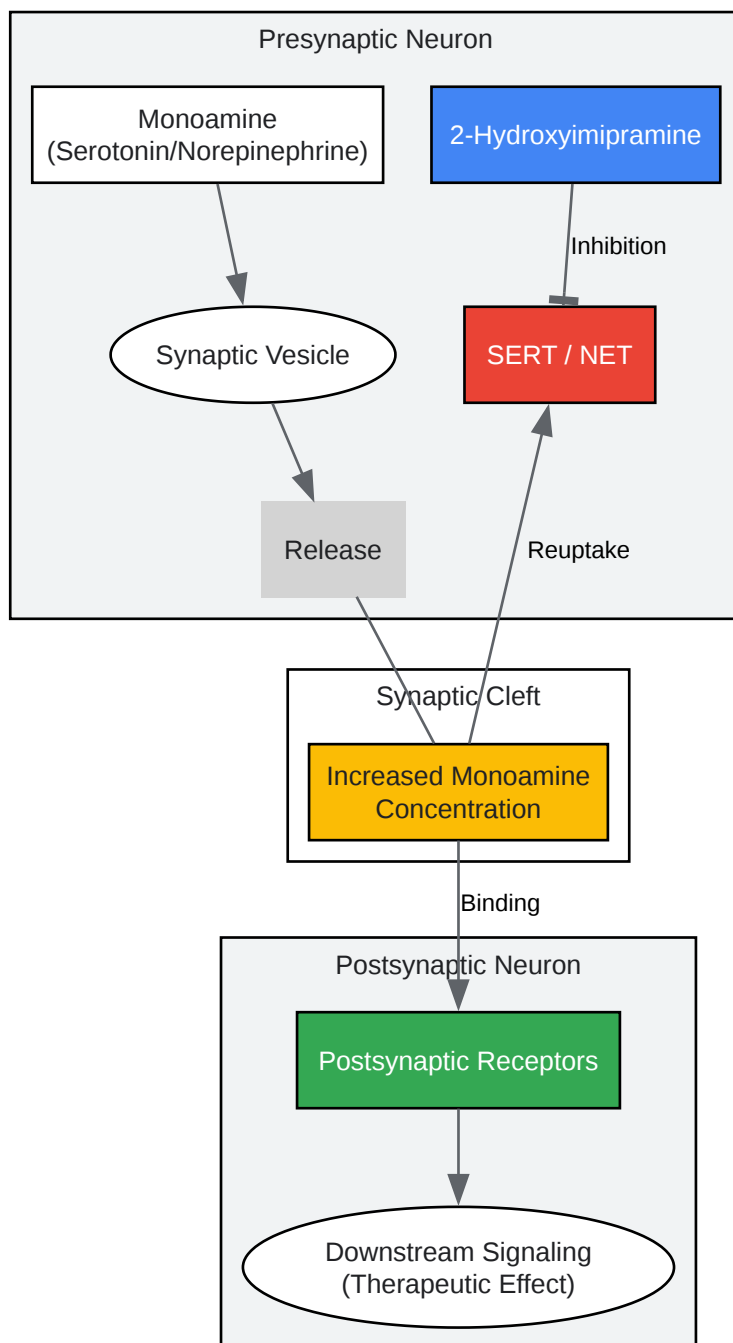 Presynaptic Neuron
Monoamine
(Serotonin/Norepinephrine)
2-Hydroxyimipramine
Inhibition
Synaptic Vesicle
SERT / NET
Release
Reuptake
Synaptic Cleft
Increased Monoamine
Concentration
Binding
Postsynaptic Neuron
Postsynaptic Receptors
Downstream Signaling
(Therapeutic Effect)